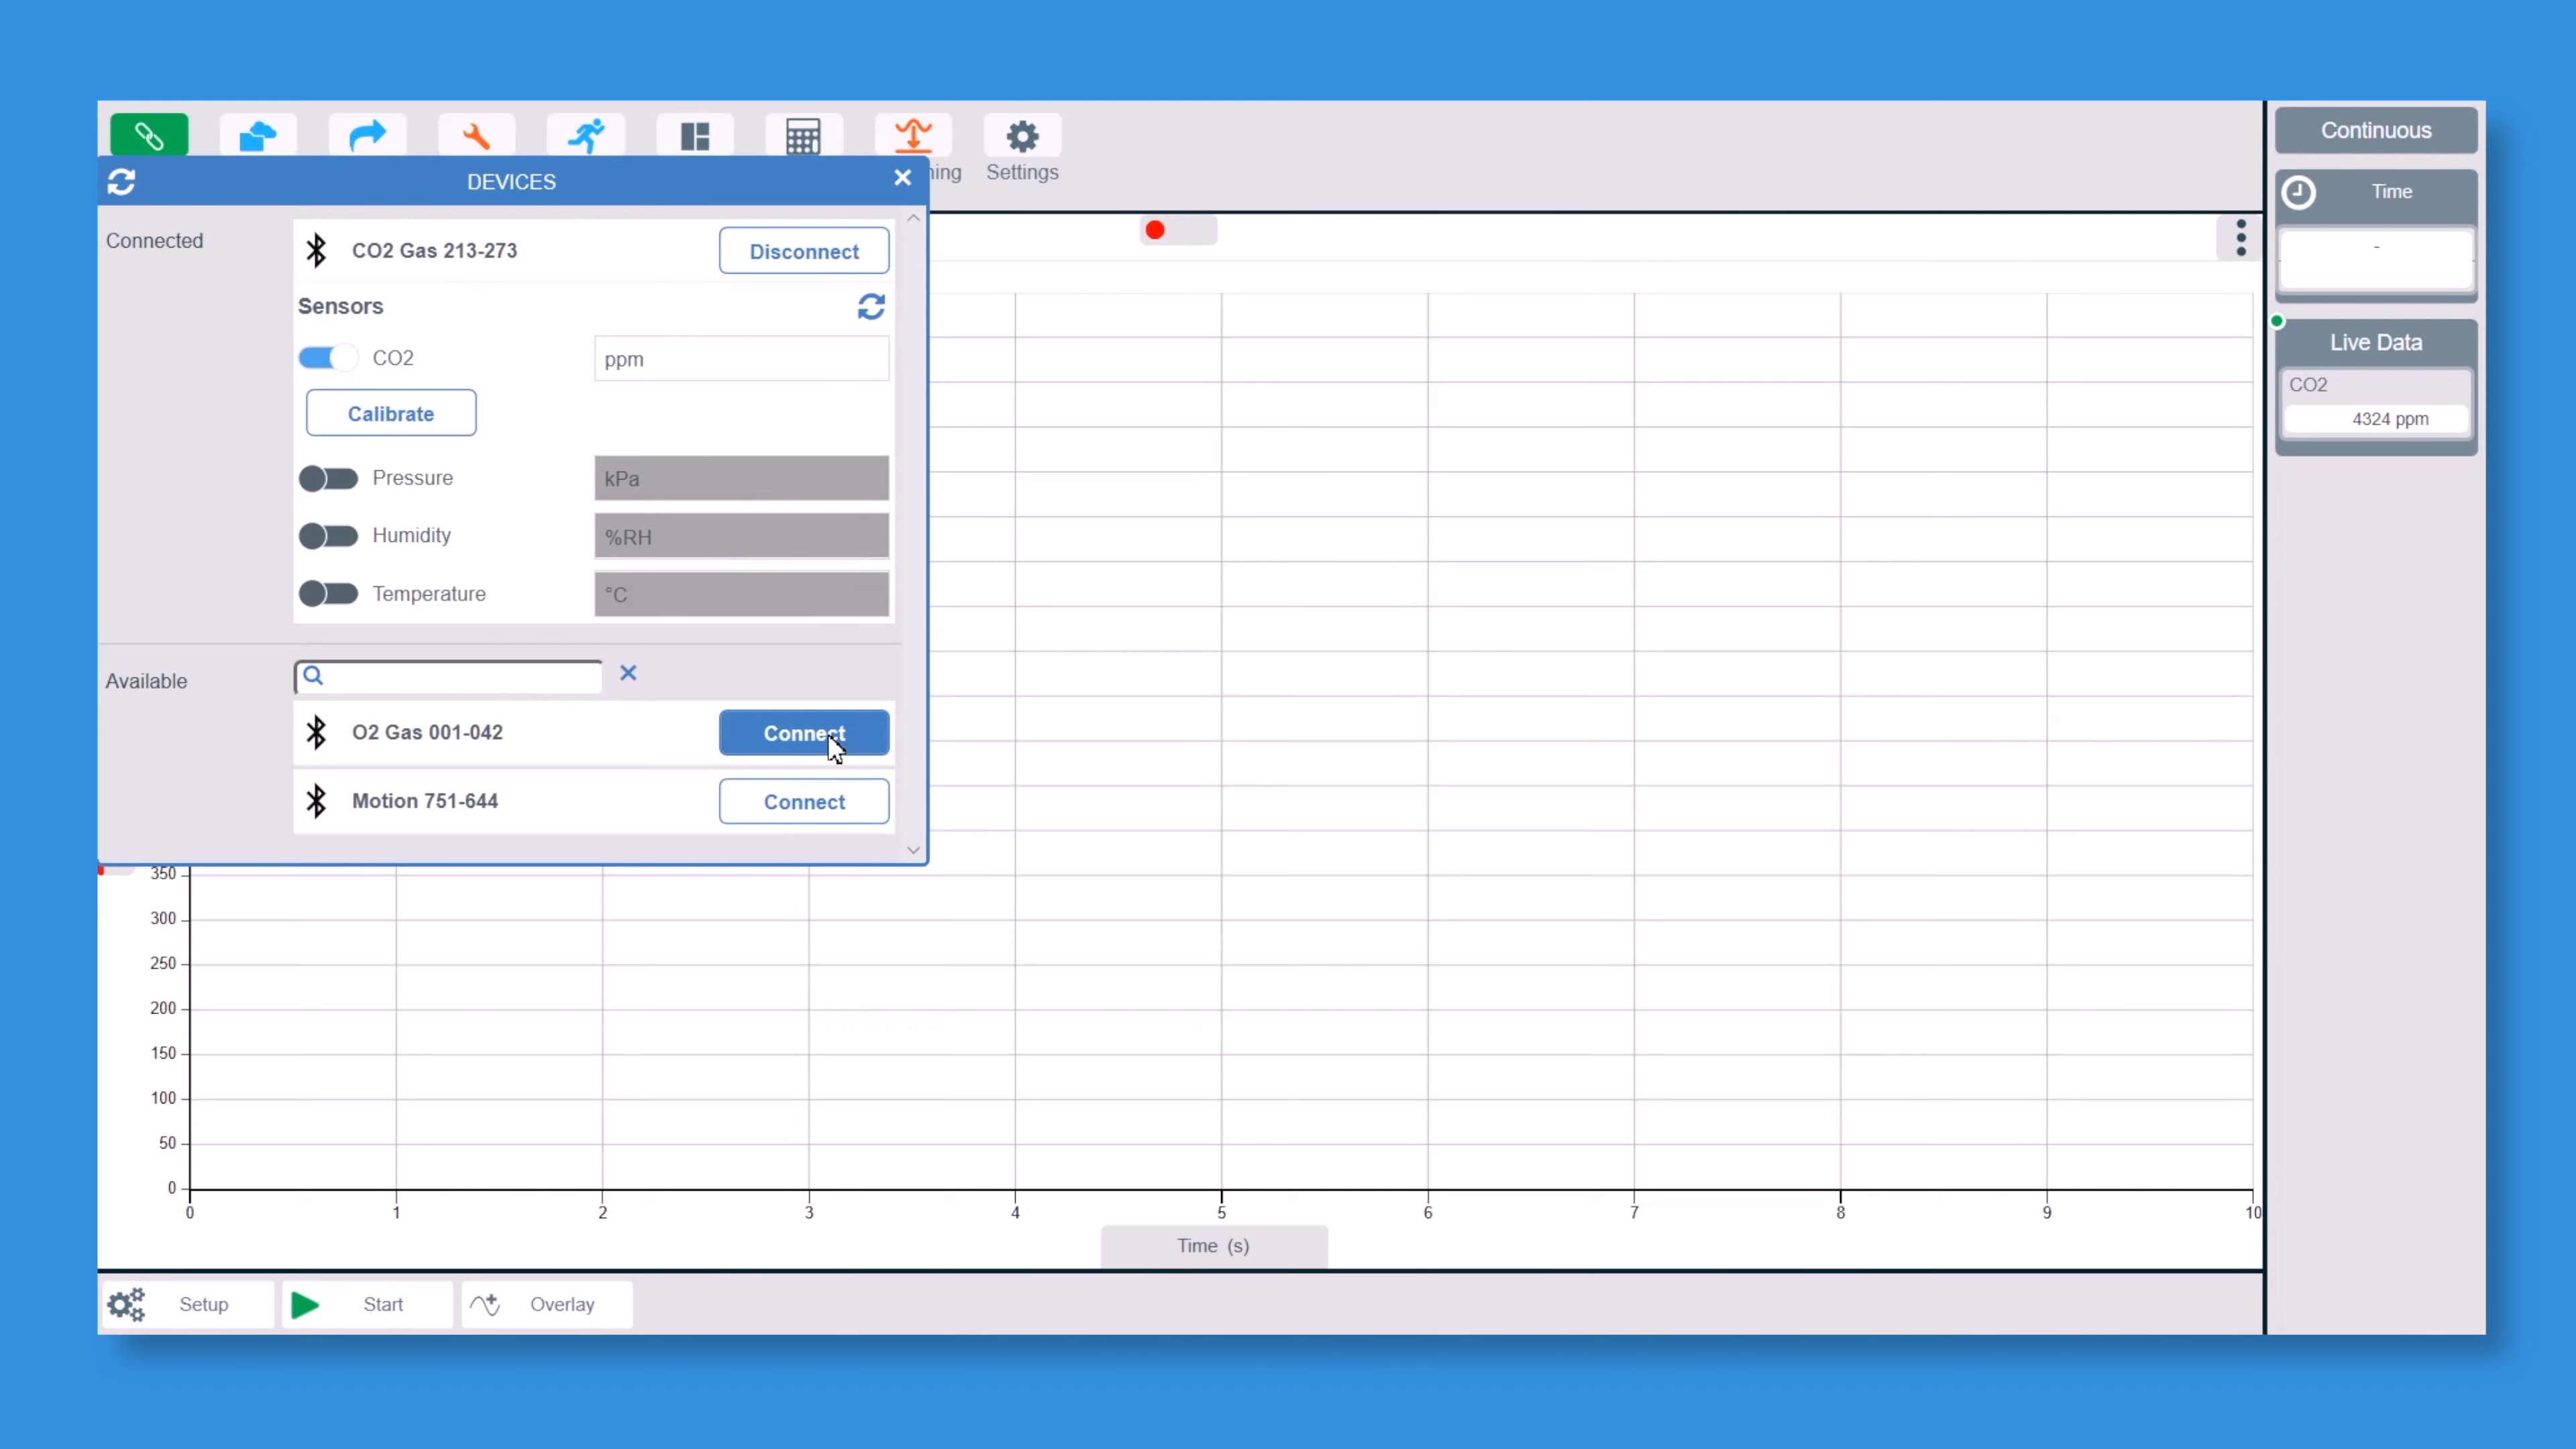 Continuous
ning
Settings
DEVICES
Time
-
Connected
CO2 Gas 213-273
Disconnect
Sensors
CO2
ppm
Live Data
CO2
4324 ppm
Calibrate
Pressure
kPa
Humidity
%RH
Temperature
°C
Available
O2 Gas 001-042
Connect
Motion 751-644
Connect
350
300
250
200
150
100
50
0
0 1 2 3 4 5 6 7 8 9 10
Time (s)
Setup
Start
Overlay